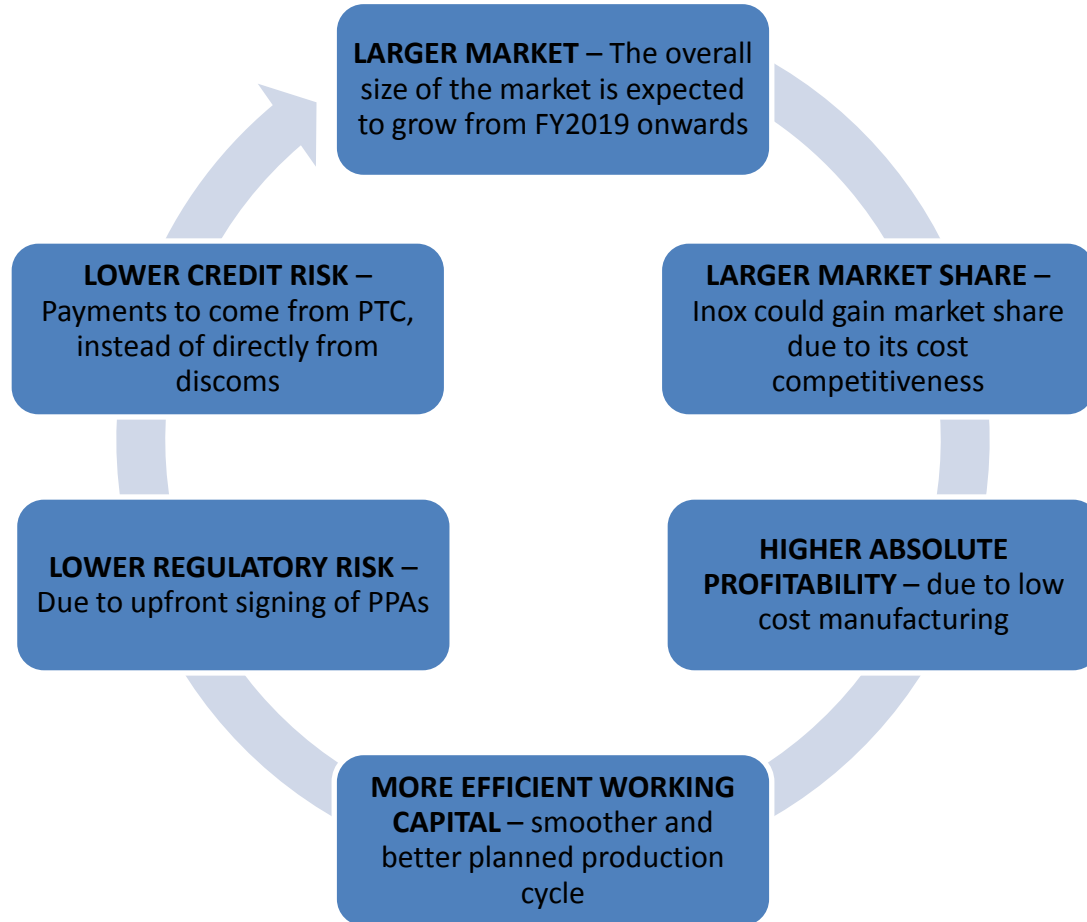 LARGER MARKET – The overall
size of the market is expected
to grow from FY2019 onwards
LARGER MARKET SHARE –
Inox could gain market share
due to its cost
competitiveness
HIGHER ABSOLUTE
PROFITABILITY – due to low
cost manufacturing
MORE EFFICIENT WORKING
CAPITAL – smoother and
better planned production
cycle
LOWER REGULATORY RISK –
Due to upfront signing of PPAs
LOWER CREDIT RISK –
Payments to come from PTC,
instead of directly from
discoms